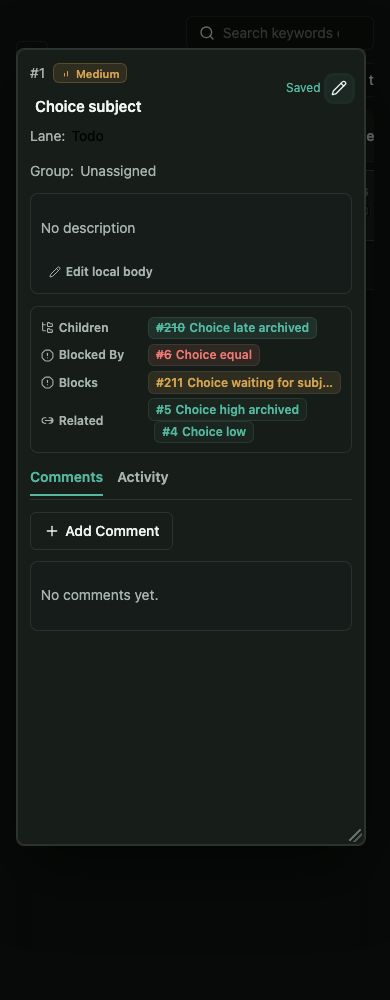 Search keywords
#1 Medium
Saved
Choice subject
t
Lane: Todo
e
Group: Unassigned
No description
Edit local body
Children #210 Choice late archived
Blocked By #6 Choice equal
Blocks #211 Choice waiting for subj...
Related #5 Choice high archived
#4 Choice low
Comments Activity
Add Comment
No comments yet.